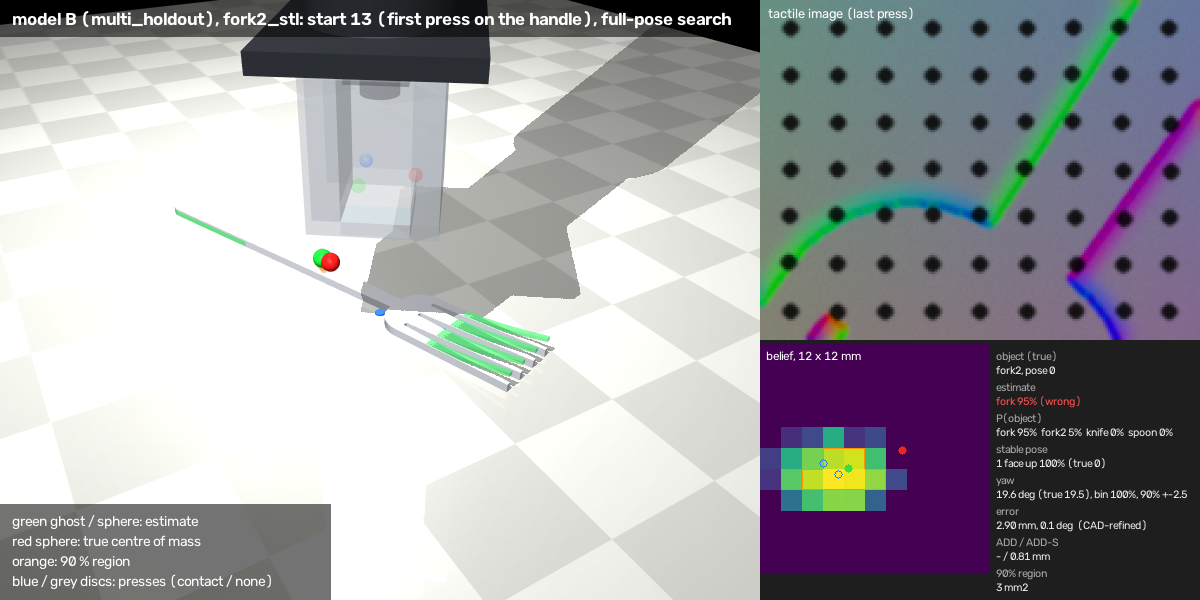 model B (multi_holdout), fork2_stl: start 13 (first press on the handle), full-pose search
tactile image (last press)
belief, 12 x 12 mm
object (true)
fork2, pose 0
estimate
fork 95% (wrong)
P(object)
fork 95% fork2 5% knife 0% spoon 0%
stable pose
1 face up 100% (true 0)
yaw
19.6 deg (true 19.5), bin 100%, 90% +-2.5
error
2.90 mm, 0.1 deg (CAD-refined)
ADD / ADD-S
- / 0.81 mm
90% region
3 mm2
green ghost / sphere: estimate
red sphere: true centre of mass
orange: 90 % region
blue / grey discs: presses (contact / none)